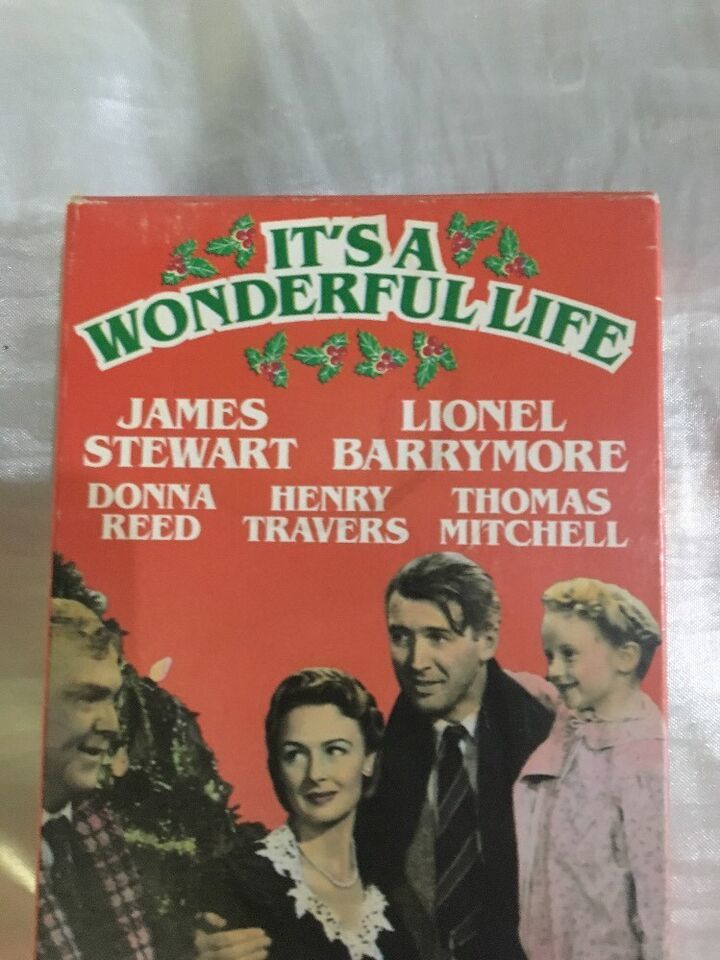 IT'S A
WONDERFUL LIFE
JAMES LIONEL
STEWART BARRYMORE
DONNA HENRY THOMAS
REED TRAVERS MITCHELL